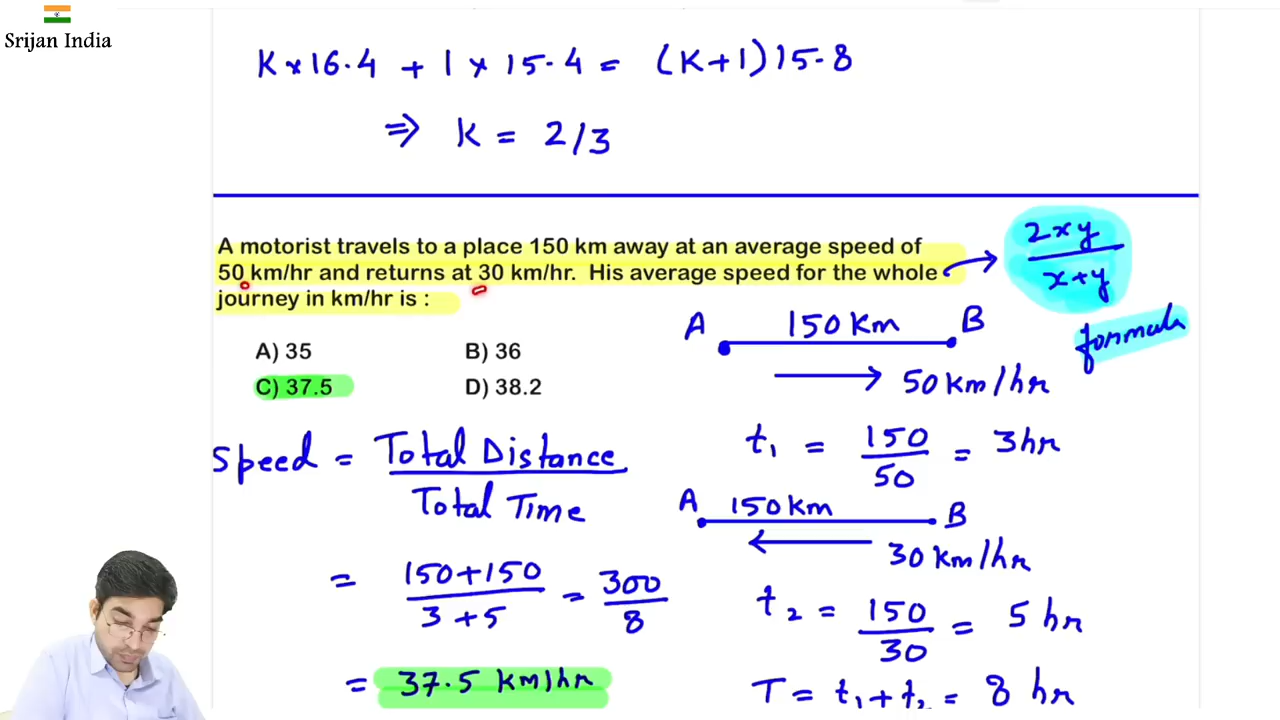 Srijan India
K×16.4 + 1 × 15.4 = (K+1)15.8
⇒ K = 2/3
A motorist travels to a place 150 km away at an average speed of
50 km/hr and returns at 30 km/hr. His average speed for the whole
journey in km/hr is :
2xy
x+y
formula
A) 35 B) 36
C) 37.5 D) 38.2
A 150 Km B
50 Km/hr
t₁ = 150/50 = 3 hr
Speed = Total Distance / Total Time
A 150 Km B
30 Km/hr
= 150+150 / 3+5 = 300/8
t₂ = 150/30 = 5 hr
= 37.5 Km/hr
T = t₁ + t₂ = 8 hr